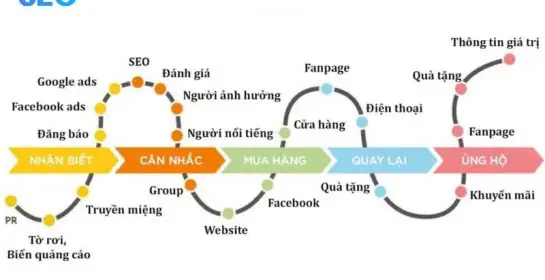 SEO
Thông tin giá trị
SEO
Fanpage
Đánh giá
Quà tặng
Google ads
Người ảnh hưởng
Facebook ads
Điện thoại
Cửa hàng
Đăng báo
Người nổi tiếng
Fanpage
NHẬN BIẾT
CÂN NHẮC
MUA HÀNG
QUAY LẠI
ỦNG HỘ
Group
Quà tặng
Khuyến mãi
Facebook
Truyền miệng
PR
Website
Tờ rơi,
Biển quảng cáo